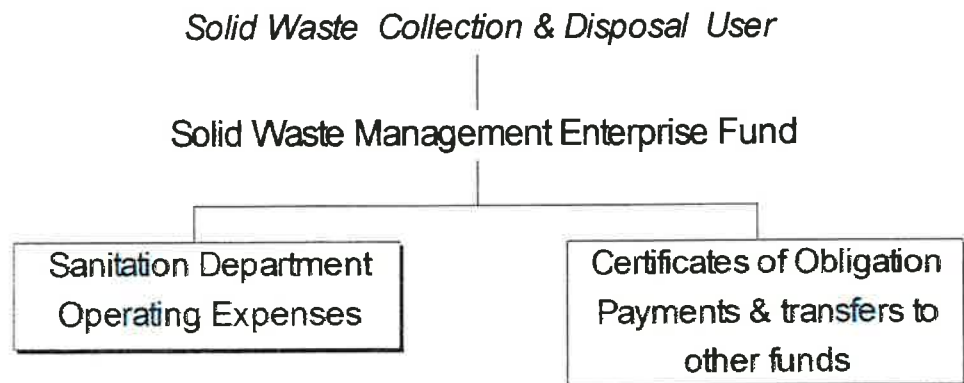 Solid Waste Collection & Disposal User
Solid Waste Management Enterprise Fund
Sanitation Department
Operating Expenses
Certificates of Obligation
Payments & transfers to
other funds